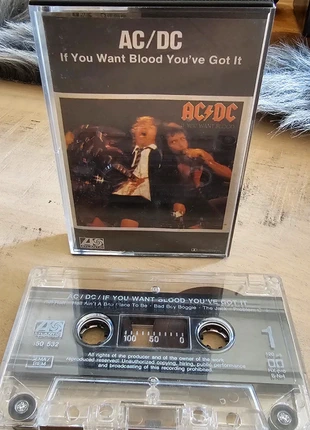 AC/DC
If You Want Blood You've Got It
AC DC
AC/DC/IF YOU WANT BLOOD YOU'VE GOT IT
Ain't A Bad Place To Be - Bad Boy Boogie - The Jack
1
380 532
100 50 0
All rights of the producer and of the owner of the work
reproduced reserved. Unauthorized copying, hiring, public performance
and broadcasting of this recording prohibited.